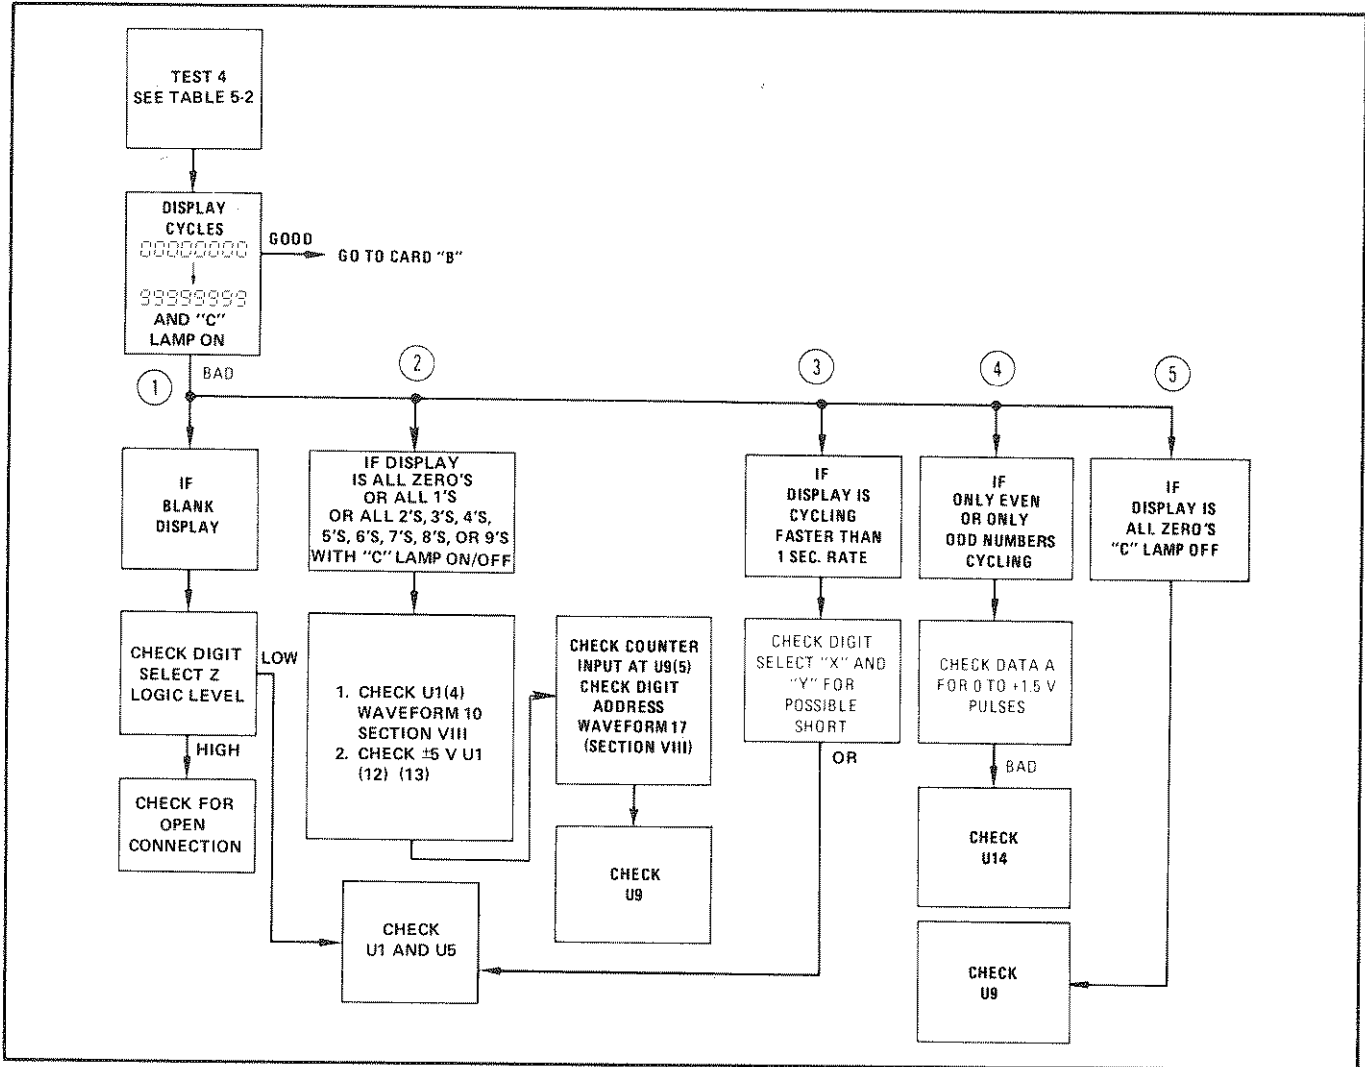 TEST 4
SEE TABLE 5-2
DISPLAY
CYCLES
00000000
99999999
AND "C"
LAMP ON
GOOD
GO TO CARD "B"
BAD
1
2
3
4
5
IF
BLANK
DISPLAY
IF DISPLAY
IS ALL ZERO'S
OR ALL 1'S
OR ALL 2'S, 3'S, 4'S,
5'S, 6'S, 7'S, 8'S, OR 9'S
WITH "C" LAMP ON/OFF
IF
DISPLAY IS
CYCLING
FASTER THAN
1 SEC. RATE
IF
ONLY EVEN
OR ONLY
ODD NUMBERS
CYCLING
IF
DISPLAY IS
ALL ZERO'S
"C" LAMP OFF
CHECK DIGIT
SELECT Z
LOGIC LEVEL
LOW
HIGH
CHECK FOR
OPEN
CONNECTION
1. CHECK U1(4)
WAVEFORM 10
SECTION VIII
2. CHECK ±5 V U1
(12) (13)
CHECK COUNTER
INPUT AT U9(5)
CHECK DIGIT
ADDRESS
WAVEFORM 17
(SECTION VIII)
CHECK
U9
CHECK DIGIT
SELECT "X" AND
"Y" FOR
POSSIBLE
SHORT
OR
CHECK DATA A
FOR 0 TO +1.5 V
PULSES
BAD
CHECK
U14
CHECK
U1 AND U5
CHECK
U9